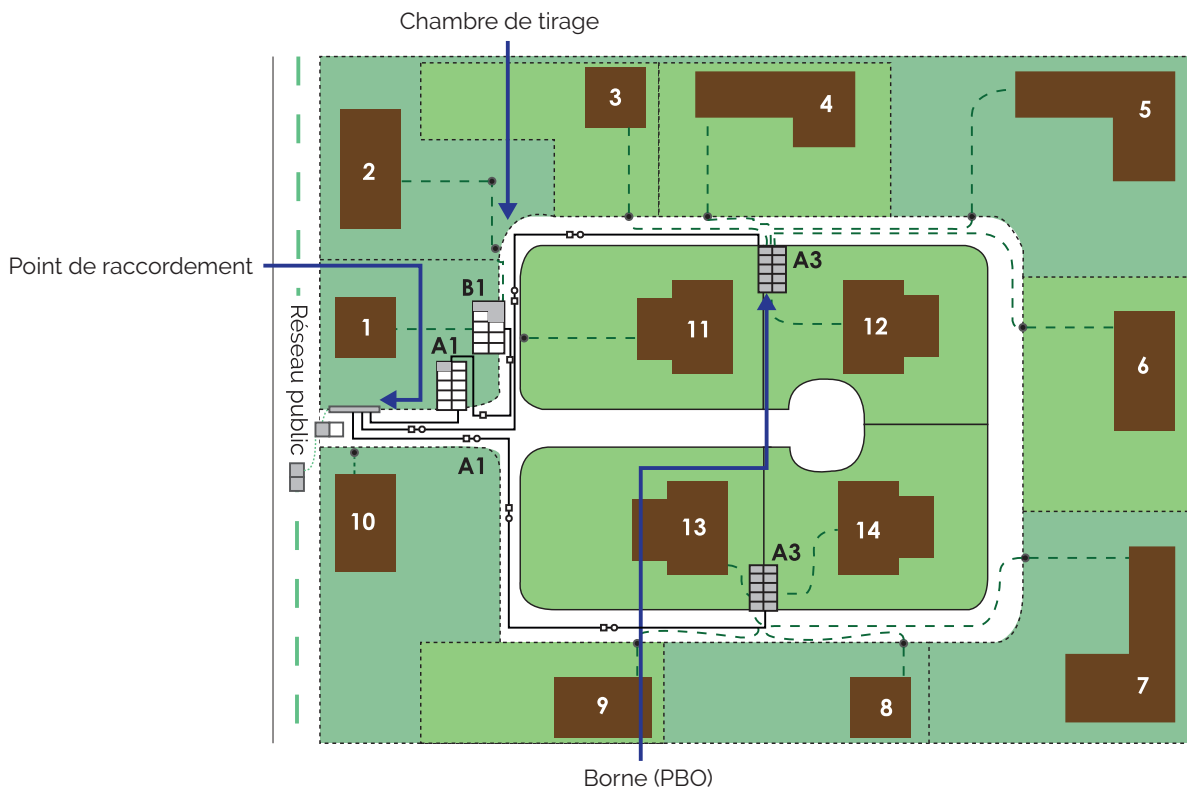 Chambre de tirage
3
4
5
2
Point de raccordement
A3
B1
1
11
12
6
A1
Réseau public
A1
10
13
14
A3
9
8
7
Borne (PBO)